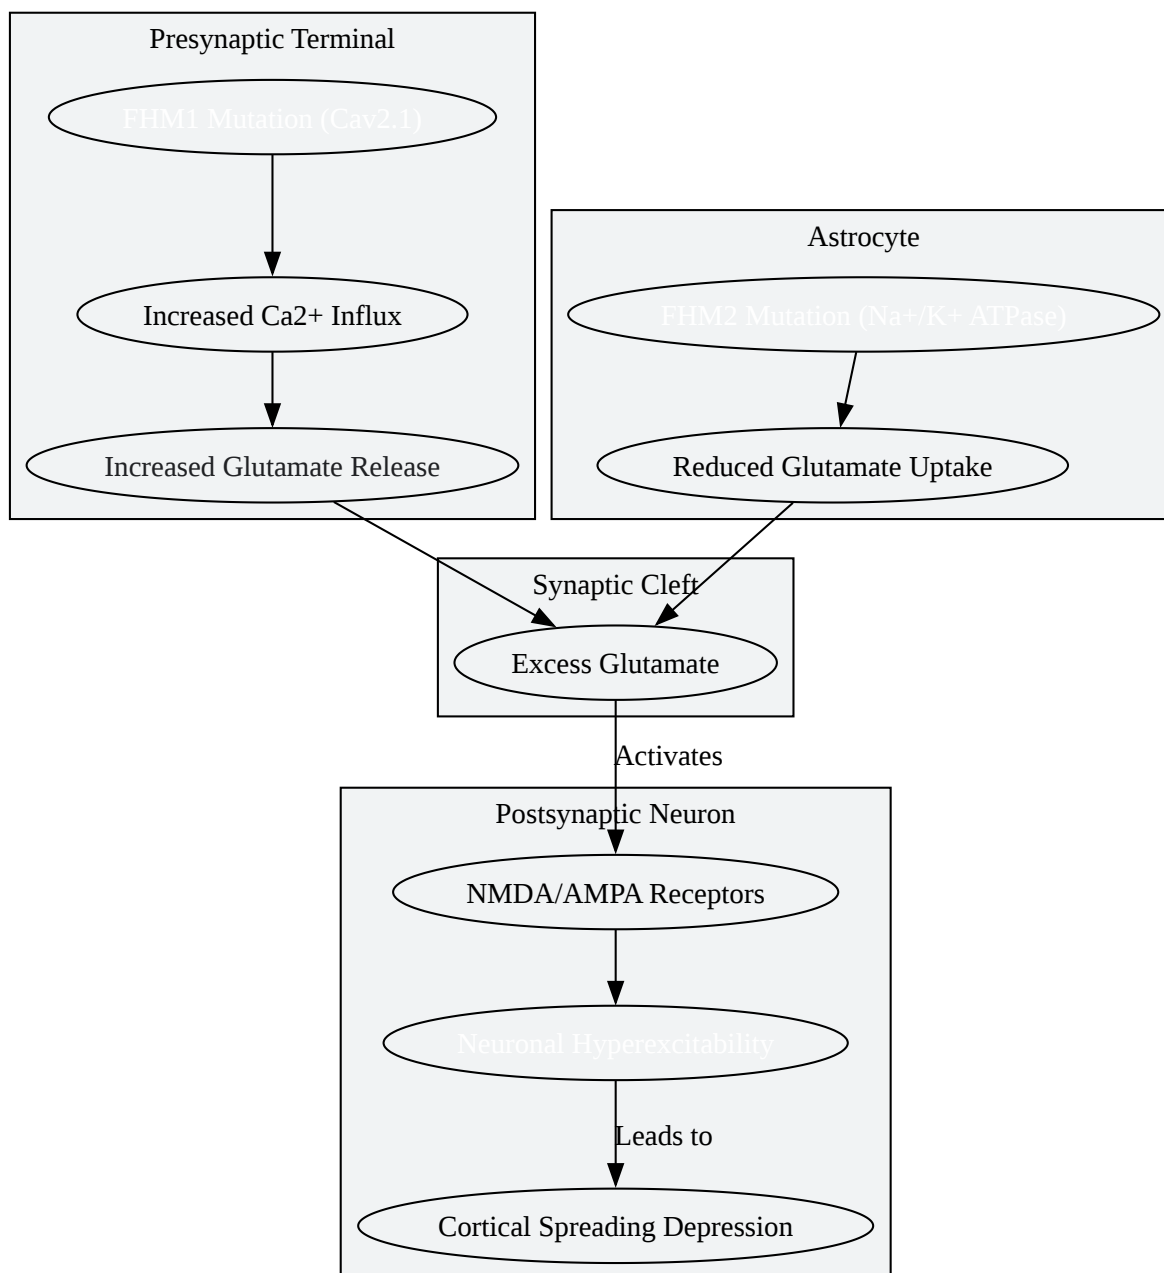 Presynaptic Terminal
FHM1 Mutation (Cav2.1)
Increased Ca2+ Influx
Increased Glutamate Release
Astrocyte
FHM2 Mutation (Na+/K+ ATPase)
Reduced Glutamate Uptake
Synaptic Cleft
Excess Glutamate
Activates
Postsynaptic Neuron
NMDA/AMPA Receptors
Neuronal Hyperexcitability
Leads to
Cortical Spreading Depression